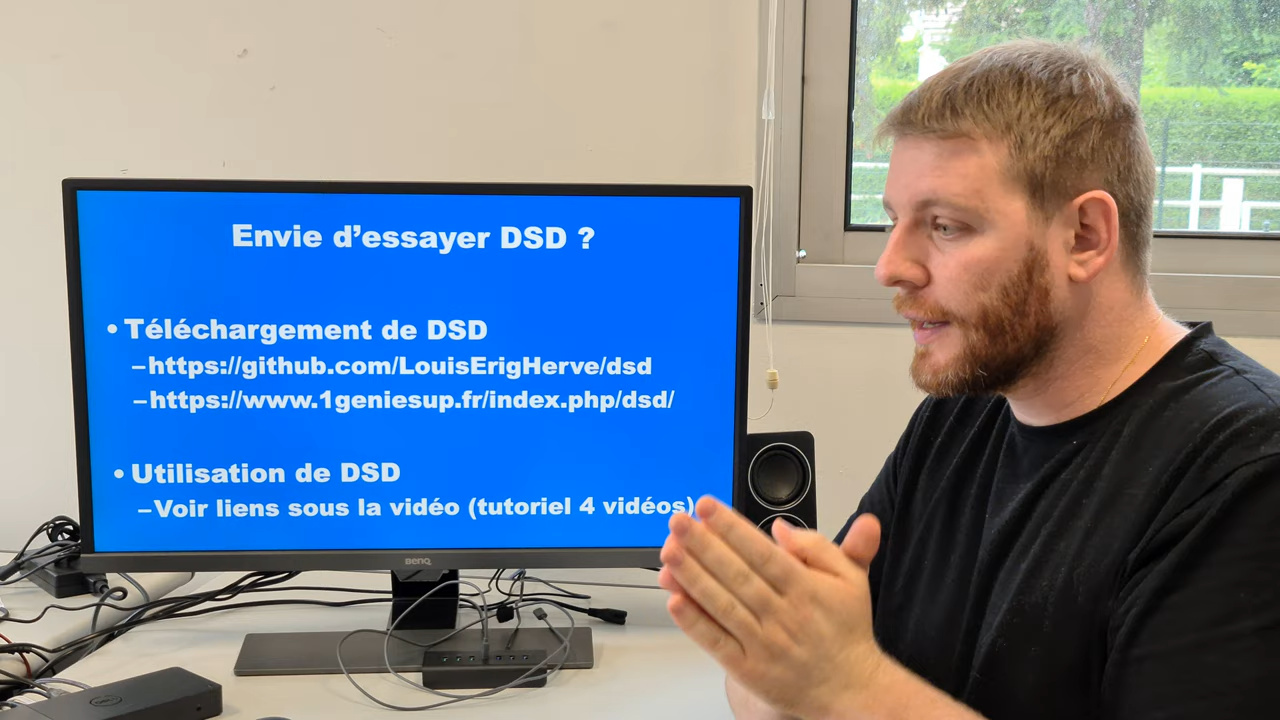 Envie d’essayer DSD ?
• Téléchargement de DSD
–https://github.com/LouisErigHerve/dsd
–https://www.1geniesup.fr/index.php/dsd/
• Utilisation de DSD
–Voir liens sous la vidéo (tutoriel 4 vidéos)
BenQ
DELL